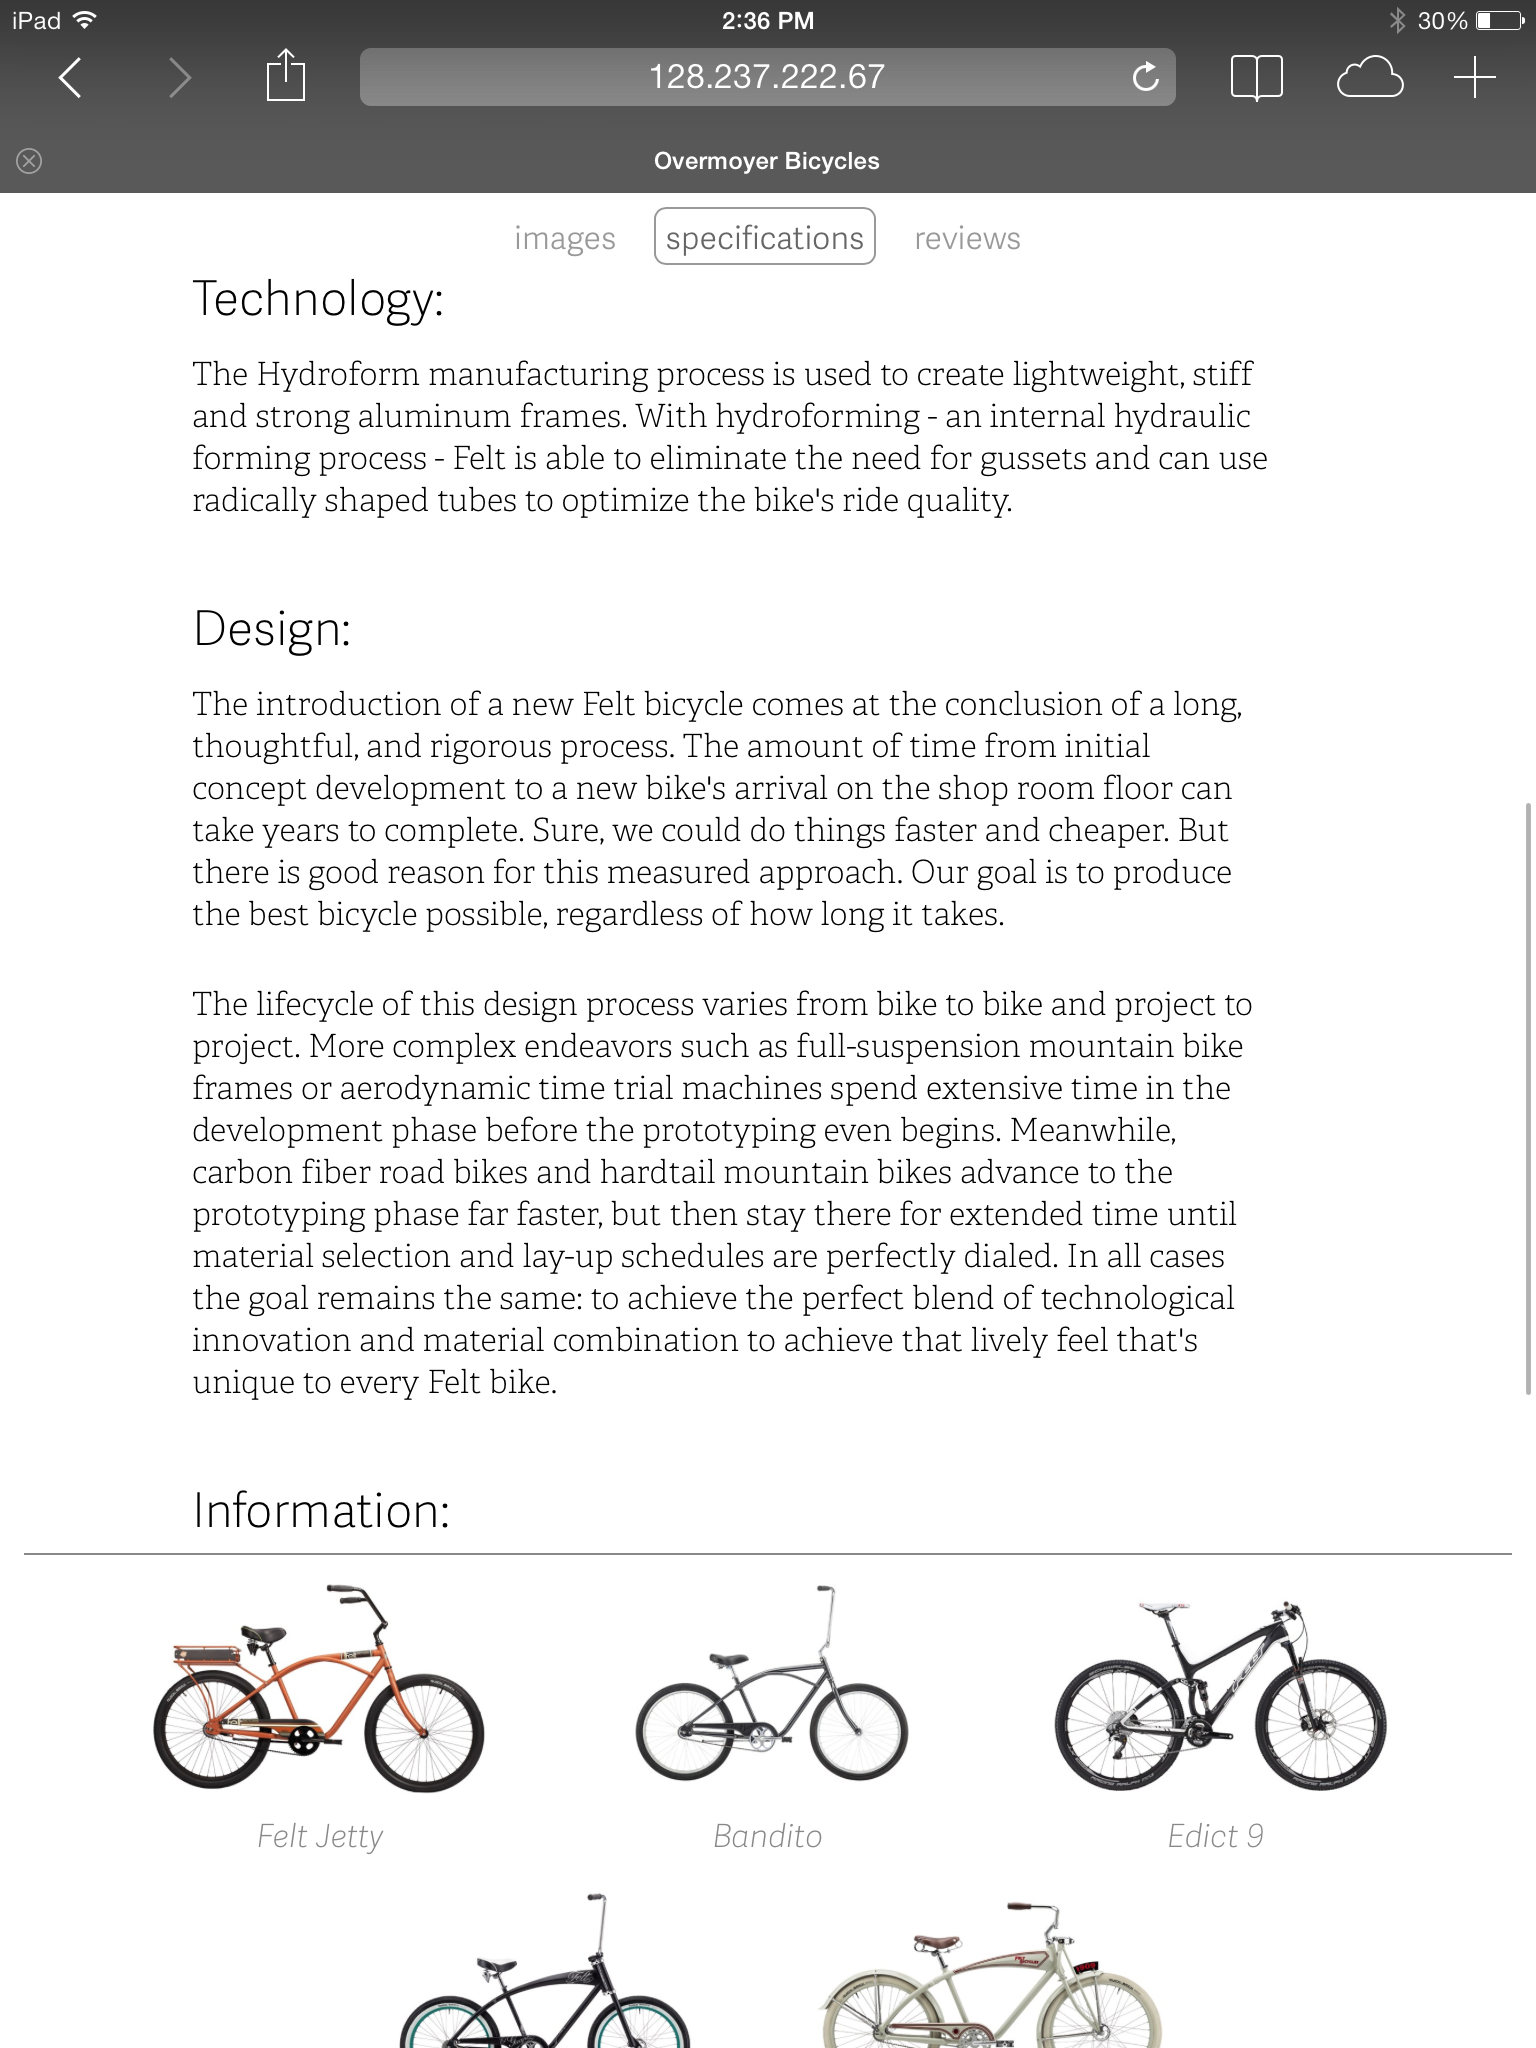 iPad
2:36 PM
30%
128.237.222.67
Overmoyer Bicycles
images specifications reviews
Technology:
The Hydroform manufacturing process is used to create lightweight, stiff
and strong aluminum frames. With hydroforming - an internal hydraulic
forming process - Felt is able to eliminate the need for gussets and can use
radically shaped tubes to optimize the bike's ride quality.
Design:
The introduction of a new Felt bicycle comes at the conclusion of a long,
thoughtful, and rigorous process. The amount of time from initial
concept development to a new bike's arrival on the shop room floor can
take years to complete. Sure, we could do things faster and cheaper. But
there is good reason for this measured approach. Our goal is to produce
the best bicycle possible, regardless of how long it takes.
The lifecycle of this design process varies from bike to bike and project to
project. More complex endeavors such as full-suspension mountain bike
frames or aerodynamic time trial machines spend extensive time in the
development phase before the prototyping even begins. Meanwhile,
carbon fiber road bikes and hardtail mountain bikes advance to the
prototyping phase far faster, but then stay there for extended time until
material selection and lay-up schedules are perfectly dialed. In all cases
the goal remains the same: to achieve the perfect blend of technological
innovation and material combination to achieve that lively feel that's
unique to every Felt bike.
Information:
Felt Jetty
Bandito
Edict 9